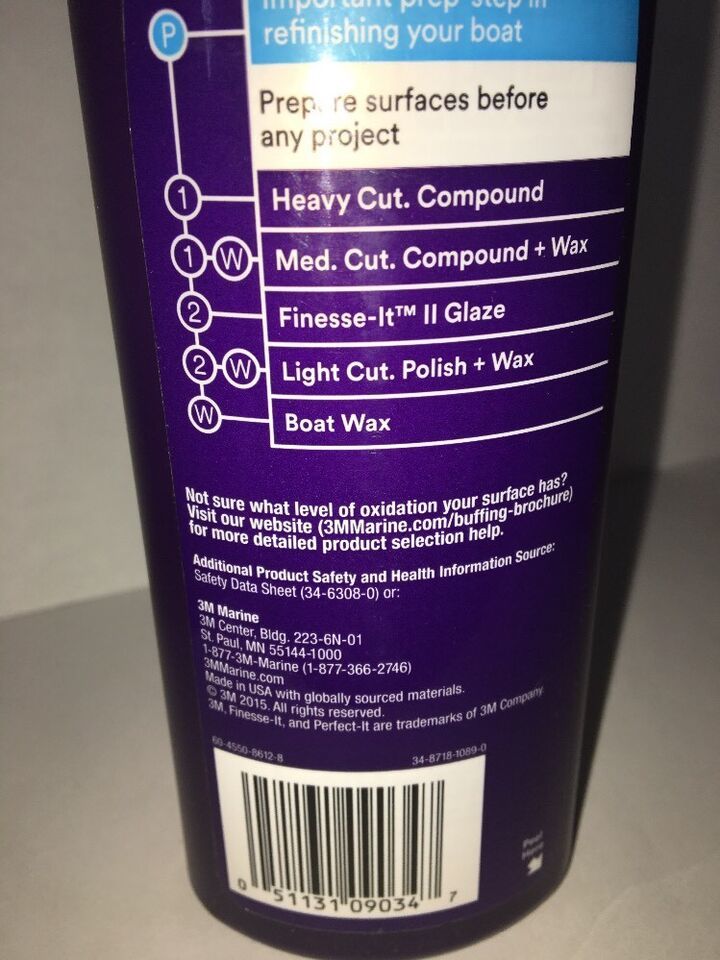 Important prep step in
P
refinishing your boat
Prepare surfaces before
any project
1 Heavy Cut. Compound
1 W Med. Cut. Compound + Wax
2 Finesse-It™ II Glaze
2 W Light Cut. Polish + Wax
W Boat Wax
Not sure what level of oxidation your surface has?
Visit our website (3MMarine.com/buffing-brochure)
for more detailed product selection help.
Additional Product Safety and Health Information Source:
Safety Data Sheet (34-6308-0) or:
3M Marine
3M Center, Bldg. 223-6N-01
St. Paul, MN 55144-1000
1-877-3M-Marine (1-877-366-2746)
3MMarine.com
Made in USA with globally sourced materials.
© 3M 2015. All rights reserved.
3M, Finesse-It, and Perfect-It are trademarks of 3M Company.
60-4550-8612-8 34-8718-1089-0
Peel
Here
0 51131 09034 7